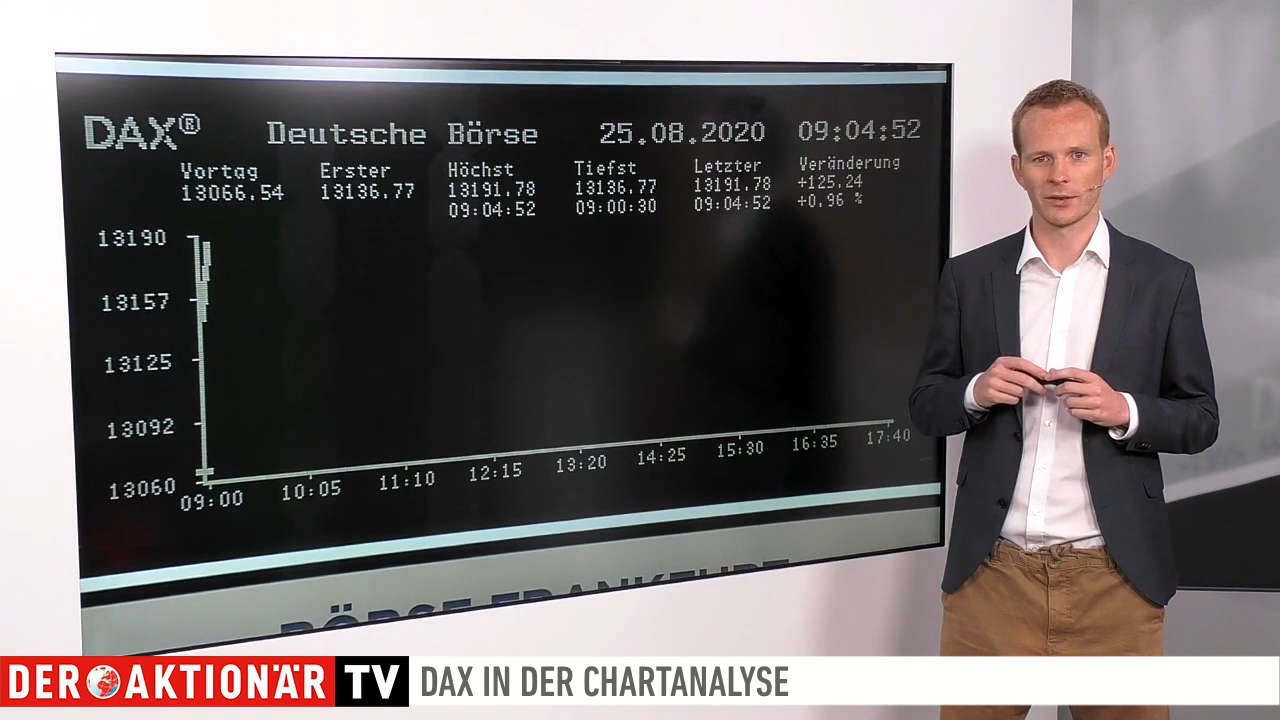 DAX® Deutsche Börse 25.08.2020 09:04:52
Vortag Erster Höchst Tiefst Letzter Veränderung
13066.54 13136.77 13191.78 13136.77 13191.78 +125.24
09:04:52 09:00:30 09:04:52 +0.96 %
13190
13157
13125
13092
13060
09:00 10:05 11:10 12:15 13:20 14:25 15:30 16:35 17:40
BÖRSE FRANKFURT
DER AKTIONÄR TV DAX IN DER CHARTANALYSE